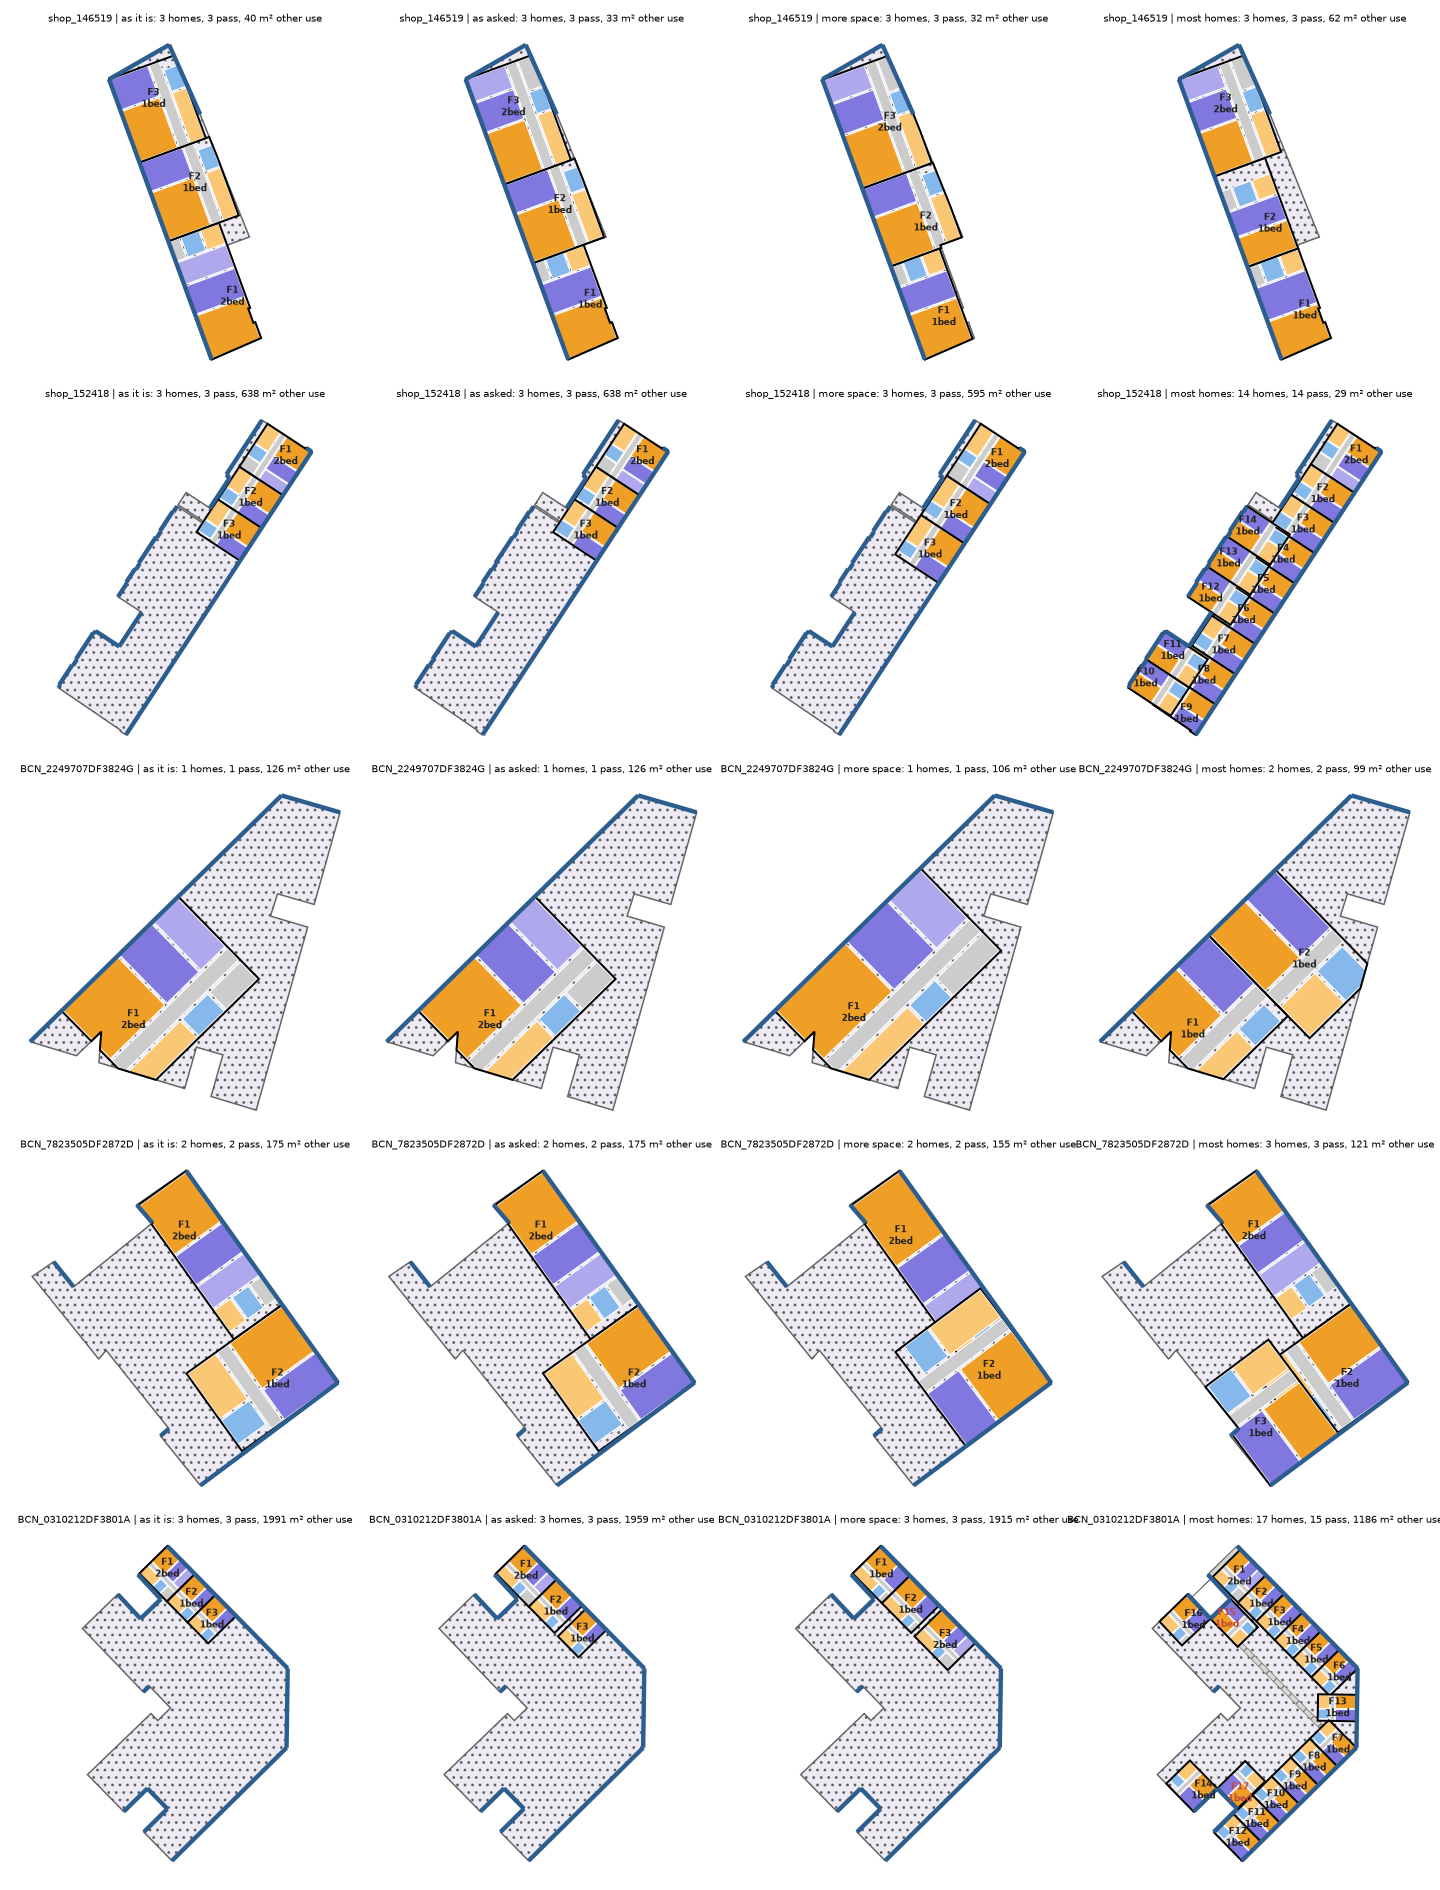 shop_146519 | as it is: 3 homes, 3 pass, 40 m² other use
shop_146519 | as asked: 3 homes, 3 pass, 33 m² other use
shop_146519 | more space: 3 homes, 3 pass, 32 m² other use
shop_146519 | most homes: 3 homes, 3 pass, 62 m² other use
F3
1bed
F2
1bed
F1
2bed
F3
2bed
F2
1bed
F1
1bed
F3
2bed
F2
1bed
F1
1bed
F3
2bed
F2
1bed
F1
1bed
shop_152418 | as it is: 3 homes, 3 pass, 638 m² other use
shop_152418 | as asked: 3 homes, 3 pass, 638 m² other use
shop_152418 | more space: 3 homes, 3 pass, 595 m² other use
shop_152418 | most homes: 14 homes, 14 pass, 29 m² other use
F1
2bed
F2
1bed
F3
1bed
F1
2bed
F2
1bed
F3
1bed
F1
2bed
F2
1bed
F3
1bed
F1
2bed
F2
1bed
F3
1bed
F14
1bed
F4
1bed
F13
1bed
F5
1bed
F12
1bed
F6
1bed
F7
1bed
F11
1bed
F8
1bed
F10
1bed
F9
1bed
BCN_2249707DF3824G | as it is: 1 homes, 1 pass, 126 m² other use
BCN_2249707DF3824G | as asked: 1 homes, 1 pass, 126 m² other use
BCN_2249707DF3824G | more space: 1 homes, 1 pass, 106 m² other use
BCN_2249707DF3824G | most homes: 2 homes, 2 pass, 99 m² other use
F1
2bed
F1
2bed
F1
2bed
F2
1bed
F1
1bed
BCN_7823505DF2872D | as it is: 2 homes, 2 pass, 175 m² other use
BCN_7823505DF2872D | as asked: 2 homes, 2 pass, 175 m² other use
BCN_7823505DF2872D | more space: 2 homes, 2 pass, 155 m² other use
BCN_7823505DF2872D | most homes: 3 homes, 3 pass, 121 m² other use
F1
2bed
F2
1bed
F1
2bed
F2
1bed
F1
2bed
F2
1bed
F1
2bed
F2
1bed
F3
1bed
BCN_0310212DF3801A | as it is: 3 homes, 3 pass, 1991 m² other use
BCN_0310212DF3801A | as asked: 3 homes, 3 pass, 1959 m² other use
BCN_0310212DF3801A | more space: 3 homes, 3 pass, 1915 m² other use
BCN_0310212DF3801A | most homes: 17 homes, 15 pass, 1186 m² other use
F1
2bed
F2
1bed
F3
1bed
F1
2bed
F2
1bed
F3
1bed
F1
1bed
F2
1bed
F3
2bed
F1
2bed
F2
1bed
F3
1bed
F16
1bed
F15
1bed
F4
1bed
F5
1bed
F6
1bed
F13
1bed
F7
1bed
F8
1bed
F9
1bed
F14
1bed
F17
1bed
F10
1bed
F11
1bed
F12
1bed